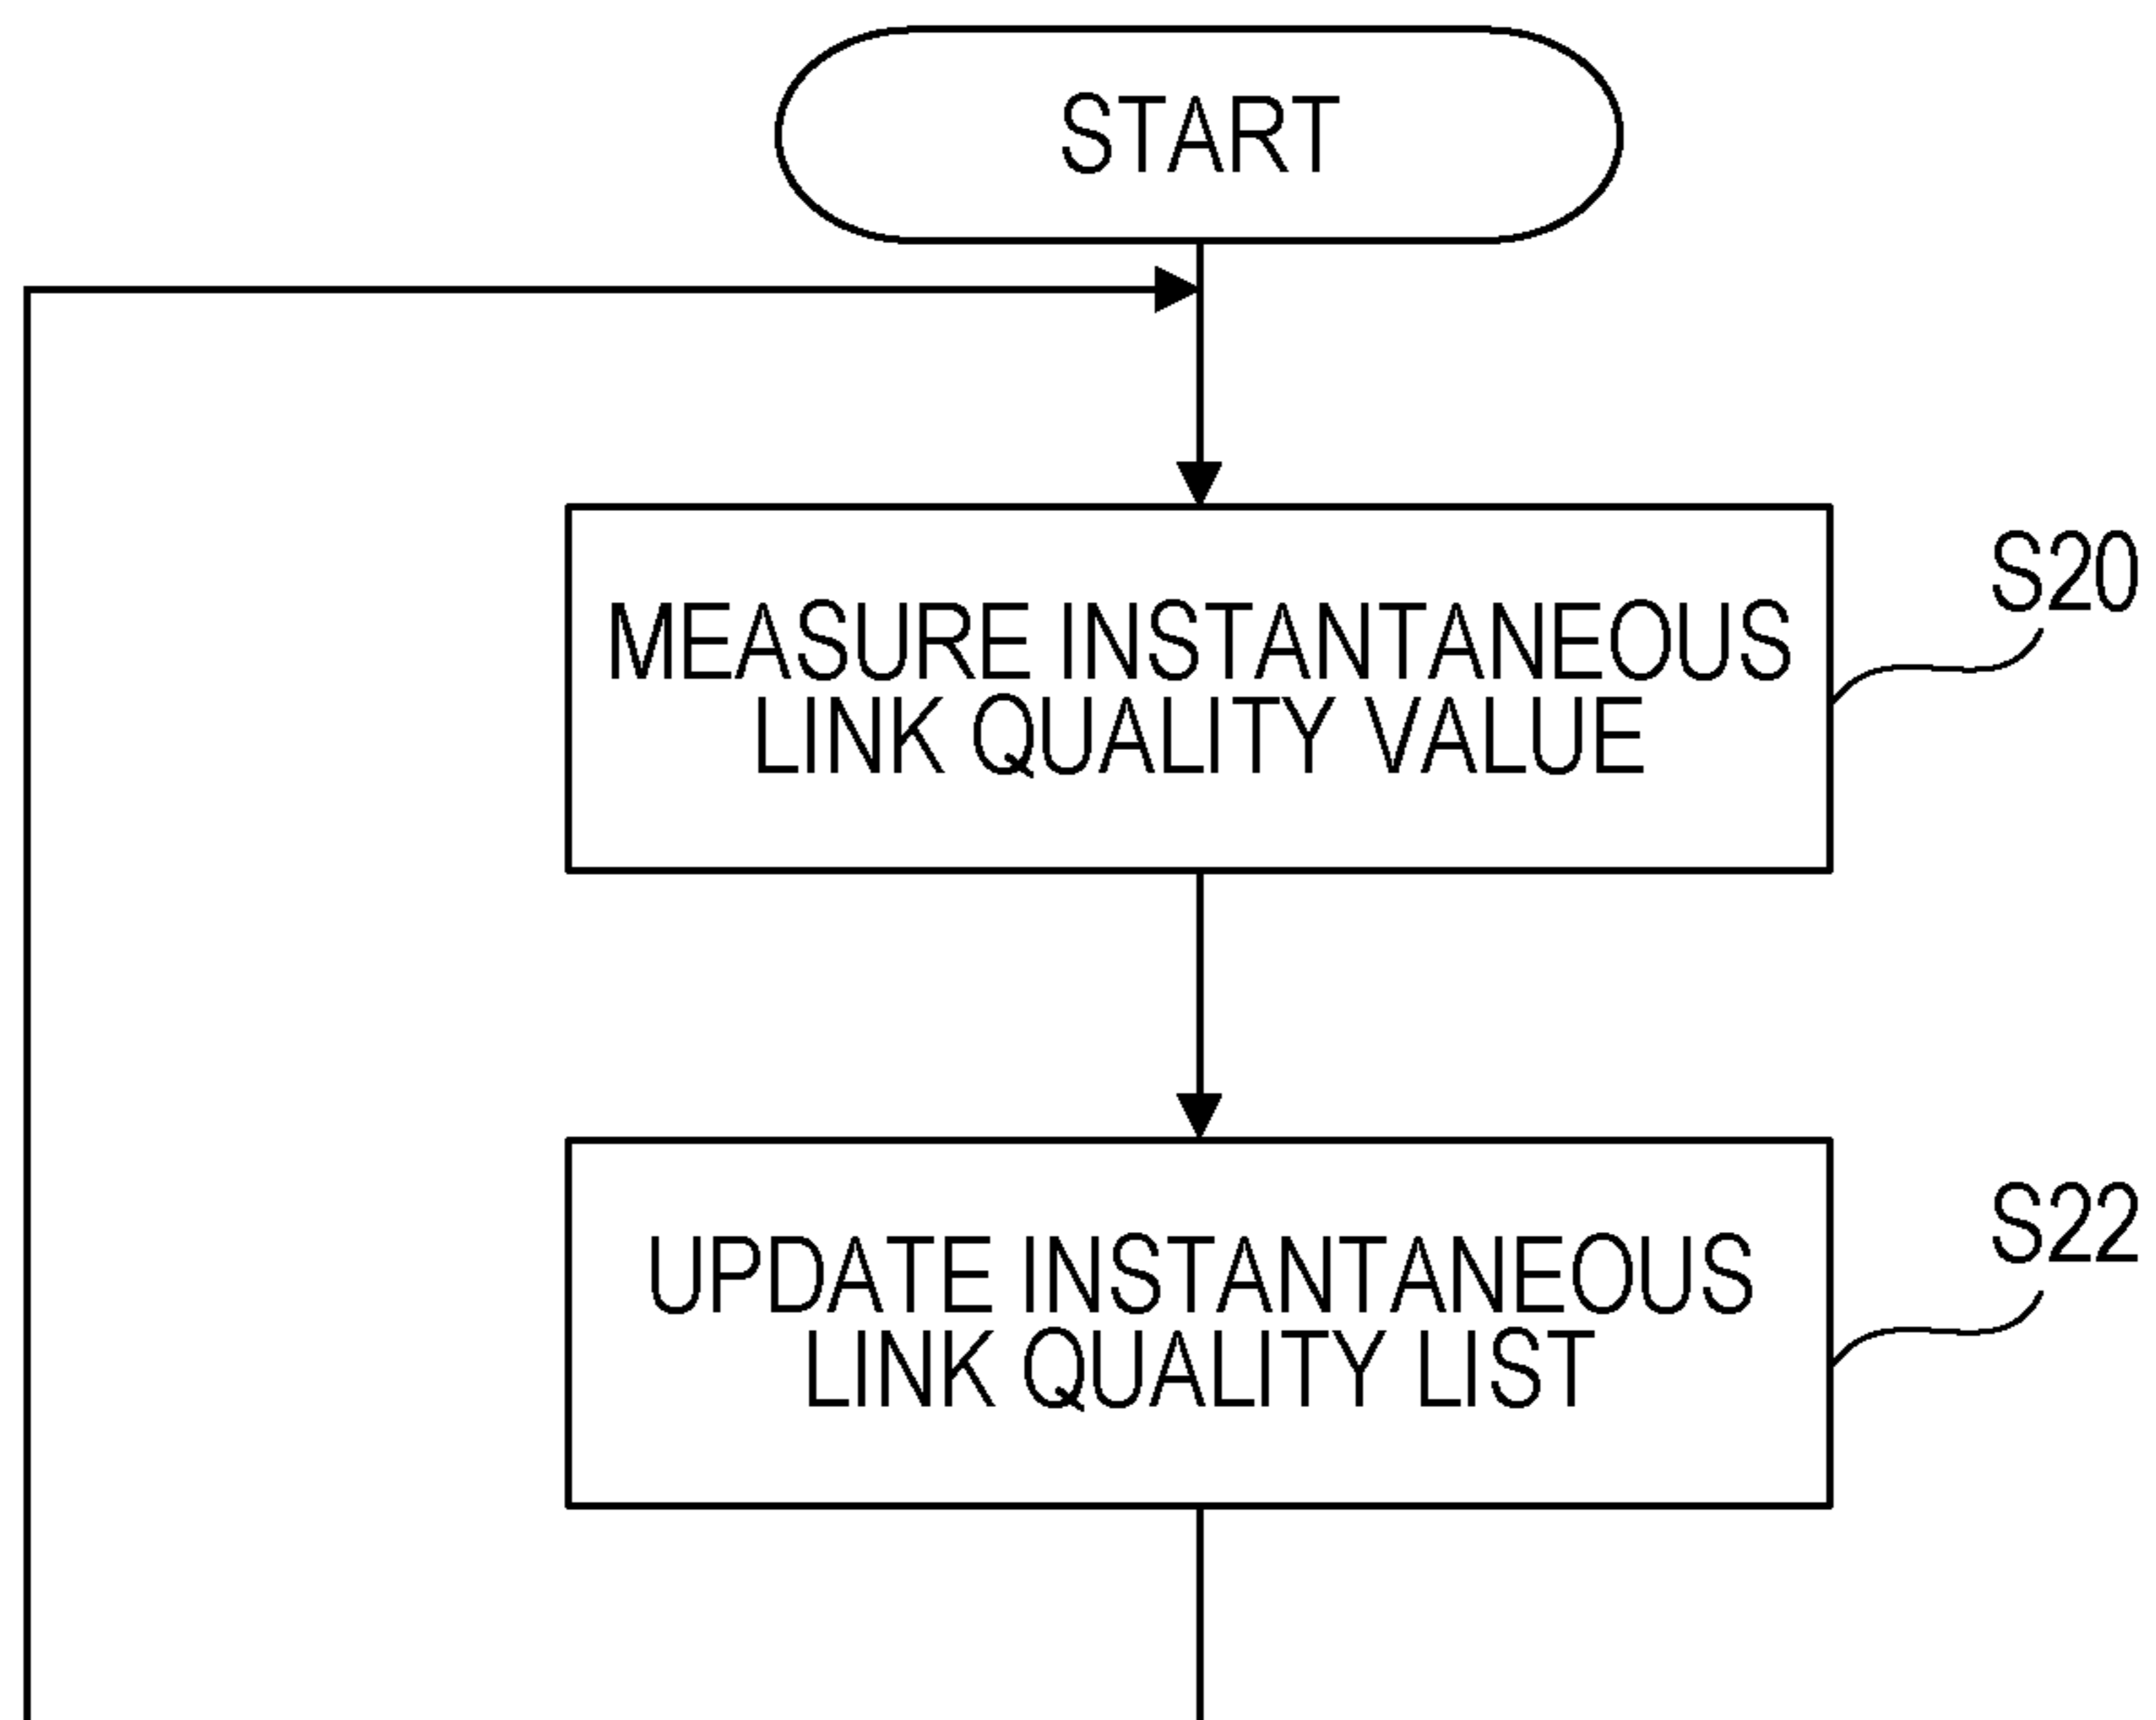 START
MEASURE INSTANTANEOUS
LINK QUALITY VALUE
S20
UPDATE INSTANTANEOUS
LINK QUALITY LIST
S22